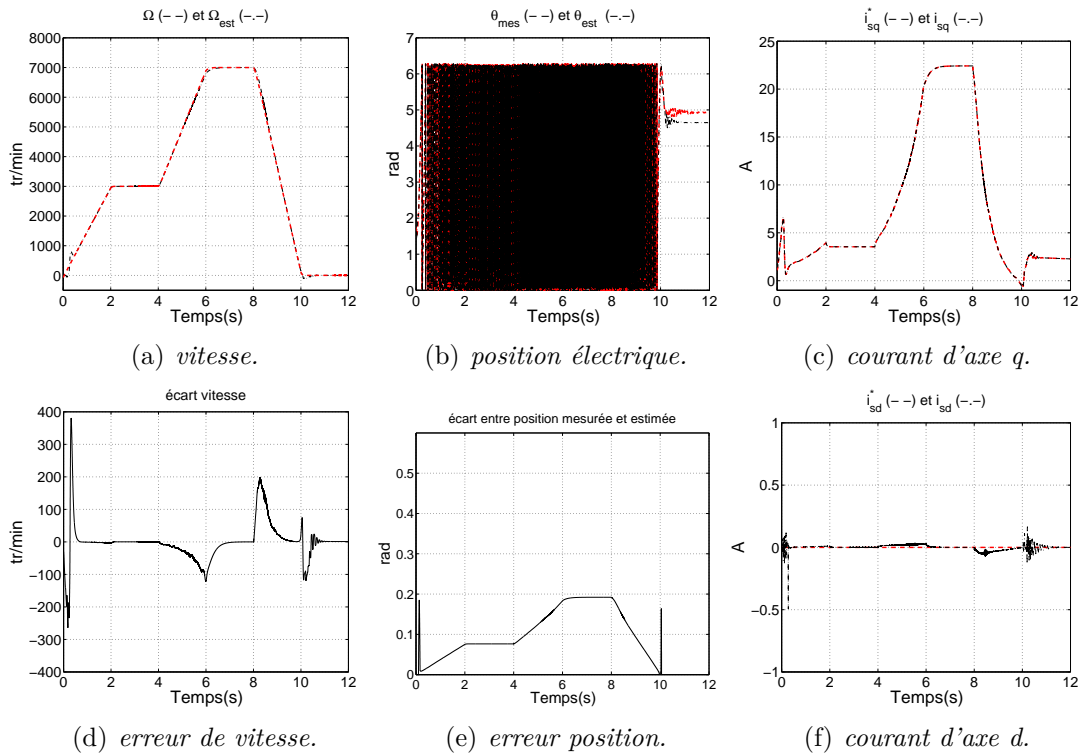 Ω (− −) et Ω_est (−.−)
tr/min
8000
7000
6000
5000
4000
3000
2000
1000
0
0 2 4 6 8 10 12
Temps(s)
(a) vitesse.
θ_mes (− −) et θ_est (−.−)
rad
7
6
5
4
3
2
1
0
0 2 4 6 8 10 12
Temps(s)
(b) position électrique.
i*_sq (− −) et i_sq (−.−)
A
25
20
15
10
5
0
0 2 4 6 8 10 12
Temps(s)
(c) courant d'axe q.
écart vitesse
tr/min
400
300
200
100
0
−100
−200
−300
−400
0 2 4 6 8 10 12
Temps(s)
(d) erreur de vitesse.
écart entre position mesurée et estimée
rad
0.5
0.4
0.3
0.2
0.1
0
0 2 4 6 8 10 12
Temps(s)
(e) erreur position.
i*_sd (− −) et i_sd (−.−)
A
1
0.5
0
−0.5
−1
0 2 4 6 8 10 12
Temps(s)
(f) courant d'axe d.